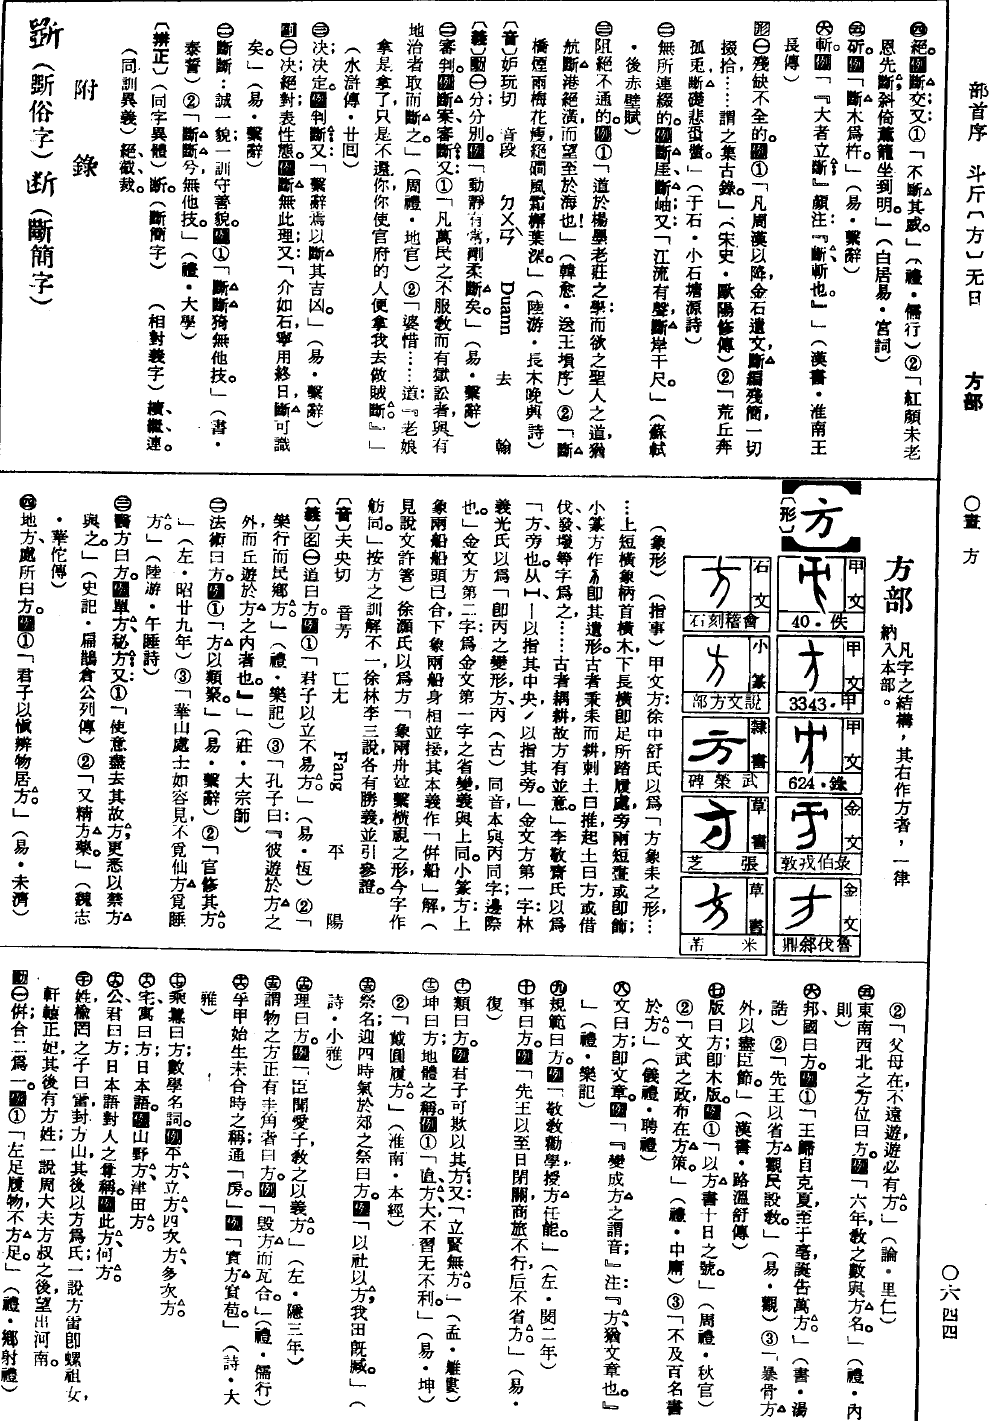 部首序　斗斤〔方〕无日　　方部　　〇畫　方　　〇六四四
㊃絕。例斷交又：①「不斷其威。」（禮・儒行）②「紅顏未老
恩先斷，斜倚薰籠坐到明。」（白居易・宮詞）
㊄斫。例「斷木爲杵。」（易・繫辭）
㊅斬。例「『大者立斷』顏注：『斷，斬也。』」（漢書・淮南王
長傳）
㊀殘缺不全的。例①「凡周漢以降金石遺文，斷編殘簡，一切
掇拾……謂之集古錄。」（宋史・歐陽修傳）②「荒丘奔
孤兎，斷礎悲蛩螿。」（于石・小石塘源詩）
㊁無所連綴的。例斷崖，斷岫又：「江流有聲，斷岸千尺。」（蘇軾
・後赤壁賦）
㊂阻絕不通的。例①「道於楊墨老莊之學而欲之聖人之道，猶
航斷港絕潢而望至於海也！」（韓愈・送王塤序）②「斷
橋煙雨梅花瘦，絕磵風霜檞葉深。」（陸游・長木晚興詩）
〔音〕妒玩切　音段　ㄉㄨㄢˋ　Duann　去　翰
〔義〕動㊀分，分別。例「動靜有常，剛柔斷矣。」（易・繫辭）
㊁審判。例斷案，審斷又：①「凡萬民之不服敎而有獄訟者，與有
地治者取而斷之。」（周禮・地官）②「婆惜……道：『老娘
拿是拿了，只是不還你，你使官府的人便拿我去做賊斷。』」
（水滸傳・廿囘）
㊂决，决定。例判斷又：「繫辭焉以斷其吉凶。」（易・繫辭）
副㊀决絕對表性態。例斷無此理又：「介如石，寧用終日，斷可識
矣」（易・繫辭）
㊁斷斷：誠一貌；一訓守善貌。例①「斷斷猗無他技。」（書・
泰誓）②「斷斷兮無他技。」（禮・大學）
〔辨正〕（同字異體）断。（斷簡字）（相對義字）續、繼、連。
（同訓異義）絕、截、裁。
附錄
（斷俗字）断（斷簡字）
方部　凡字之結構，其右作方者，一律
納入本部。
【方】
〔形〕
甲文　40・佚
甲文　3343・甲
甲文　624・錄
金文　敦戎伯彔
金文　鼎鄉伐魯
石文　石刻稽會
小篆　部方文說
隸書　碑榮武
草書　芝張
草書　芾米
（象形）（指事）甲文方：徐中舒氏以爲「方象耒之形…
…上短橫象柄首橫木，下長橫卽足所踏履處，旁兩短畫或卽飾；
小篆方作卽其遺形。古者秉耒而耕，刺土曰推，起土曰方，或借
伐、發、墢等字爲之……古者耦耕，故方有並意。」李敬齋氏以爲
「方，旁也。从丨一以指其中央，以指其旁。」金文方第一字林
義光氏以爲「卽丙之變形，方、丙（古）同音，本與丙同字；邊際
也。」金文方第二字爲金文第一字之省變，義與上同。小篆方：上
象兩船船頭已合，下象兩船身相並接，其本義作「倂船」解，（
見說文許箸）徐灝氏以爲方「象兩舟竝繫橫視之形，今字作
舫同」按方之訓解不一，徐林李三說，各有勝義，並引參證。
〔音〕夫央切　音芳　ㄈㄤ　Fang　平　陽
〔義〕名㊀道曰方。例①「君子以立不易方。」（易・恆）②「
樂行而民鄉方。」（禮・樂記）③「孔子曰：『彼遊於方之
外，而丘遊於方之內者也。』」（莊・大宗師）
㊁法術曰方。例①「方以類聚。」（易・繫辭）②「官修其方。
」（左・昭廿九年）③「華山處士如容見，不覓仙方覓睡
方。」（陸游・午睡詩）
㊂醫方曰方。例單方，秘方又：①「使意盡去其故方，更悉以禁方
與之。」（史記・扁鵲倉公列傳）②「又精方藥。」（魏志
・華佗傳）
㊃地方，處所曰方。例①「君子以愼辨物居方。」（易・未濟）
②「父母在，不遠遊，遊必有方。」（論・里仁）
㊄東南西北之方位曰方。例「六年敎之數與方名。」（禮・內
則）
㊅邦國曰方。例①「王歸自克夏，至于亳，誕告萬方。」（書・湯
誥）②「先王以省方觀民設敎。」（易・觀）③「暴骨方
外，以盡臣節。」（漢書・路溫舒傳）
㊆版曰方；卽木版。例①「以方書十日之號。」（周禮・秋官）
②「文武之政，布在方策。」（禮・中庸）③「不及百名書
於方。」（儀禮・聘禮）
㊇文曰方；卽文章。例「『變成方之謂音』注：『方猶文章也。』
」（禮・樂記）
㊈規範曰方。例「敬敎勸學，授方任能。」（左・閔二年）
㊉事曰方。例「先王以至日閉關，商旅不行，后不省方。」（易・
復）
類曰方。例「君子可欺以其方。」又：「立賢無方。」（孟・離婁）
坤曰方；地體之稱。例①「直方大，不習无不利。」（易・坤）
②「戴圓履方。」（淮南・本經）
祭名，迎四時氣於郊之祭曰方。例「以社以方，我田旣臧。」（
詩・小雅）
理曰方。例「臣聞愛子，敎之以義方。」（左・隱三年）
謂物之方正有圭角者曰方。例「毀方而瓦合。」（禮・儒行）
孚甲始生未合時之稱，通「房。」例「實方實苞。」（詩・大
雅）
乘羃曰方；數學名詞。例平方，立方，四次方，多次方。
宅寓曰方；日本語。例山野方，津田方。
公、君曰方；日本語對人之尊稱。例此方，何方。
姓，楡罔之子曰雷，封方山，其後以方爲氏；一說方雷卽螺祖女，
軒轅正妃，其後有方姓；一說周大夫方叔之後，望出河南。
動㊀倂，合二爲一。例①「左足履物，不方足。」（禮・鄉射禮）